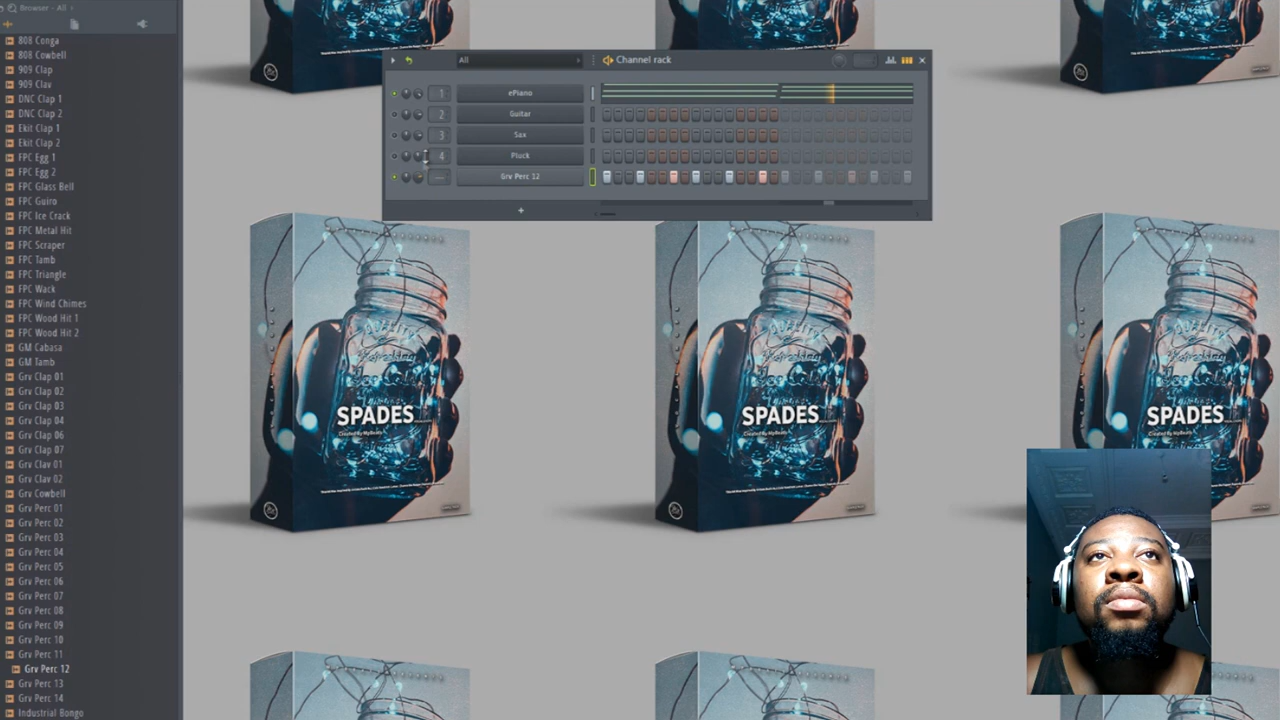 Browser - All
808 Conga
808 Cowbell
909 Clap
909 Clav
DNC Clap 1
DNC Clap 2
Ekit Clap 1
Ekit Clap 2
FPC Egg 1
FPC Egg 2
FPC Glass Bell
FPC Guiro
FPC Ice Crack
FPC Metal Hit
FPC Scraper
FPC Tamb
FPC Triangle
FPC Wack
FPC Wind Chimes
FPC Wood Hit 1
FPC Wood Hit 2
GM Cabasa
GM Tamb
Grv Clap 01
Grv Clap 02
Grv Clap 03
Grv Clap 04
Grv Clap 06
Grv Clap 07
Grv Clav 01
Grv Clav 02
Grv Cowbell
Grv Perc 01
Grv Perc 02
Grv Perc 03
Grv Perc 04
Grv Perc 05
Grv Perc 06
Grv Perc 07
Grv Perc 08
Grv Perc 09
Grv Perc 10
Grv Perc 11
Grv Perc 12
Grv Perc 13
Grv Perc 14
Industrial Bongo
All
Channel rack
1 ePiano
2 Guitar
3 Sax
4 Pluck
Grv Perc 12
SPADES
Created By
SPADES
Created By
SPADES
Created By